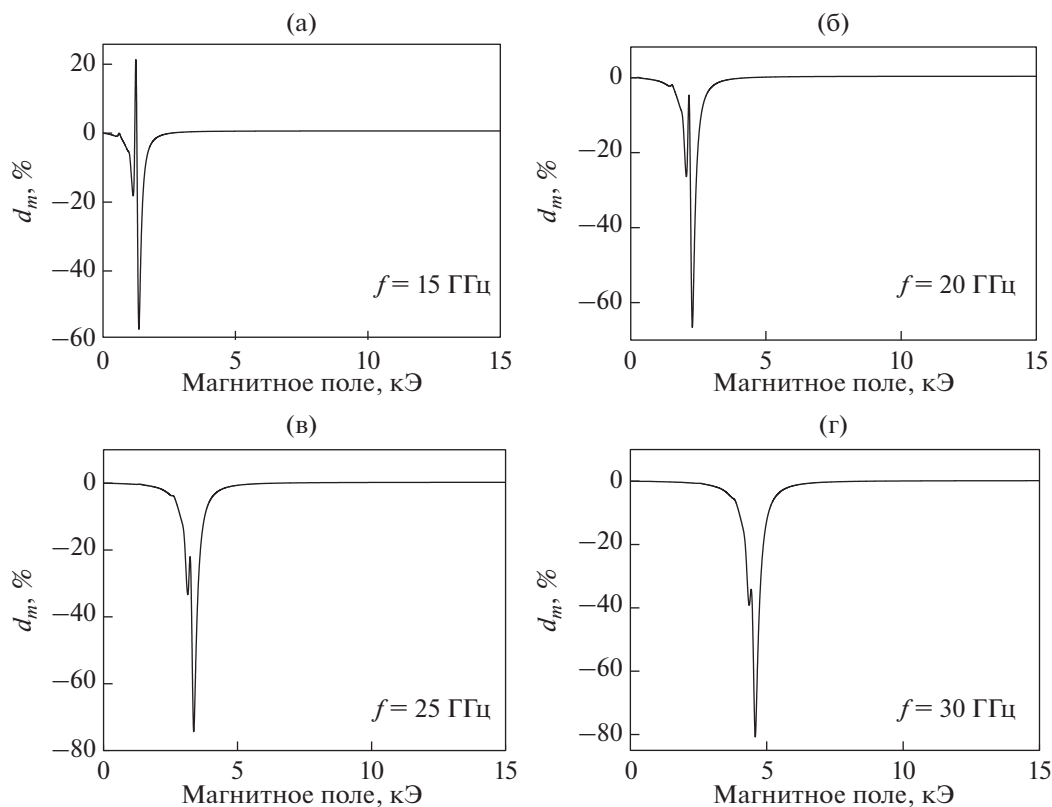 (а)
20
0
−20
−40
−60
d_m, %
f = 15 ГГц
0 5 10 15
Магнитное поле, кЭ
(б)
0
−20
−40
−60
d_m, %
f = 20 ГГц
0 5 10 15
Магнитное поле, кЭ
(в)
0
−20
−40
−60
−80
d_m, %
f = 25 ГГц
0 5 10 15
Магнитное поле, кЭ
(г)
0
−20
−40
−60
−80
d_m, %
f = 30 ГГц
0 5 10 15
Магнитное поле, кЭ